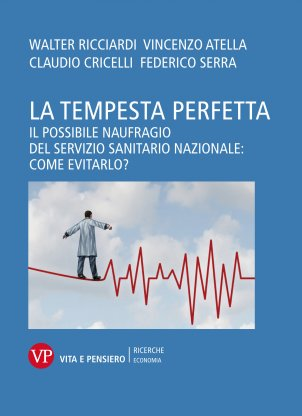 WALTER RICCIARDI VINCENZO ATELLA
CLAUDIO CRICELLI FEDERICO SERRA
LA TEMPESTA PERFETTA
IL POSSIBILE NAUFRAGIO
DEL SERVIZIO SANITARIO NAZIONALE:
COME EVITARLO?
VP VITA E PENSIERO
RICERCHE
ECONOMIA